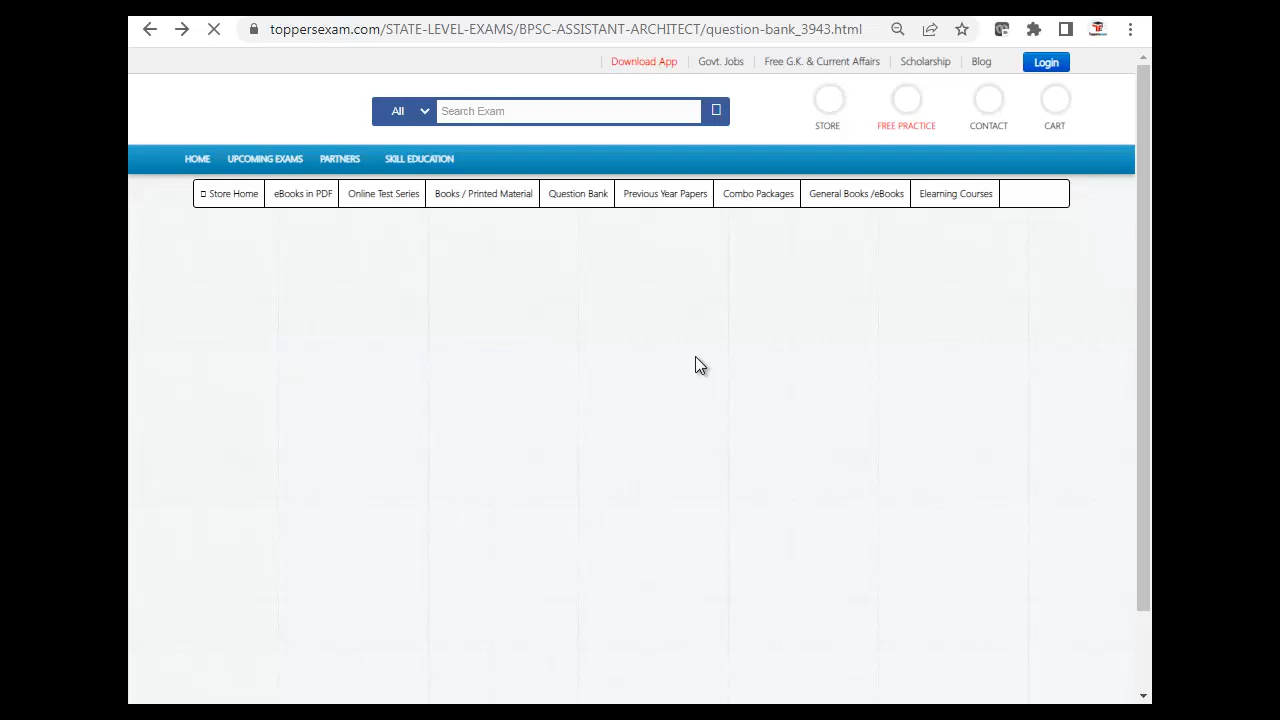 toppersexam.com/STATE-LEVEL-EXAMS/BPSC-ASSISTANT-ARCHITECT/question-bank_3943.html
Download App Govt. Jobs Free G.K. & Current Affairs Scholarship Blog Login
All Search Exam
STORE FREE PRACTICE CONTACT CART
HOME UPCOMING EXAMS PARTNERS SKILL EDUCATION
Store Home eBooks in PDF Online Test Series Books / Printed Material Question Bank Previous Year Papers Combo Packages General Books /eBooks Elearning Courses